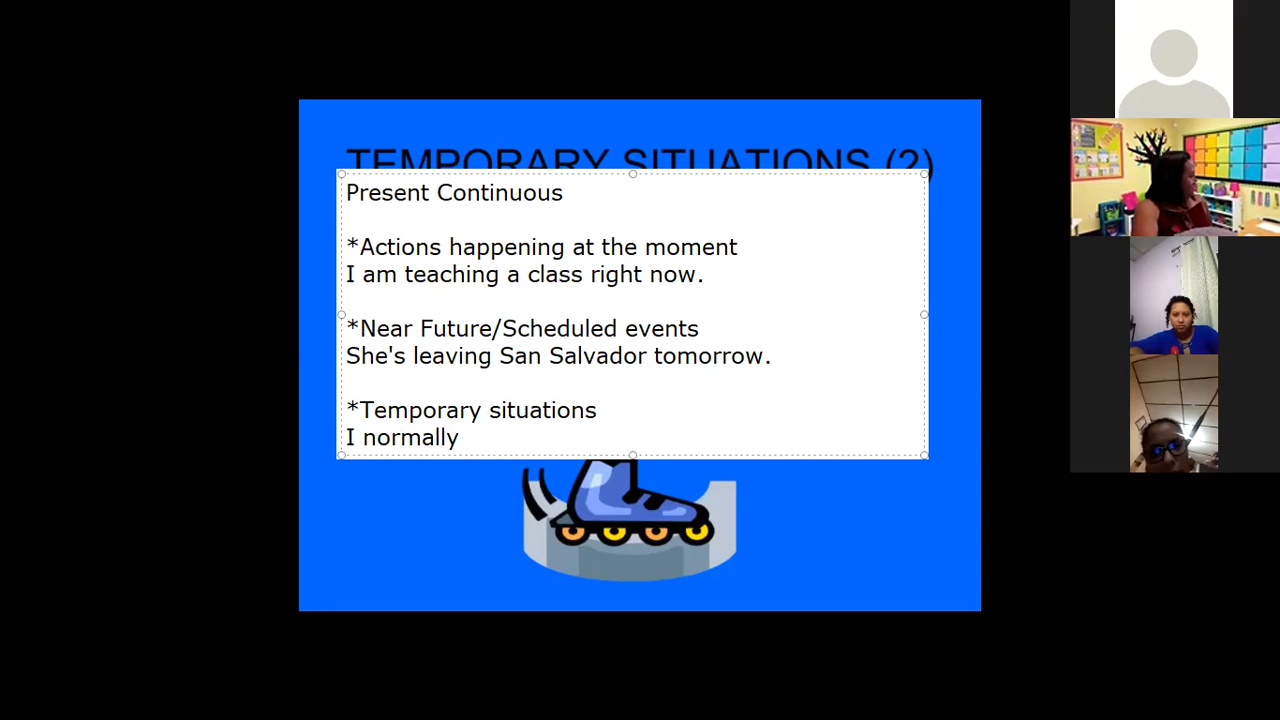 TEMPORARY SITUATIONS (2)
Present Continuous
*Actions happening at the moment
I am teaching a class right now.
*Near Future/Scheduled events
She's leaving San Salvador tomorrow.
*Temporary situations
I normally